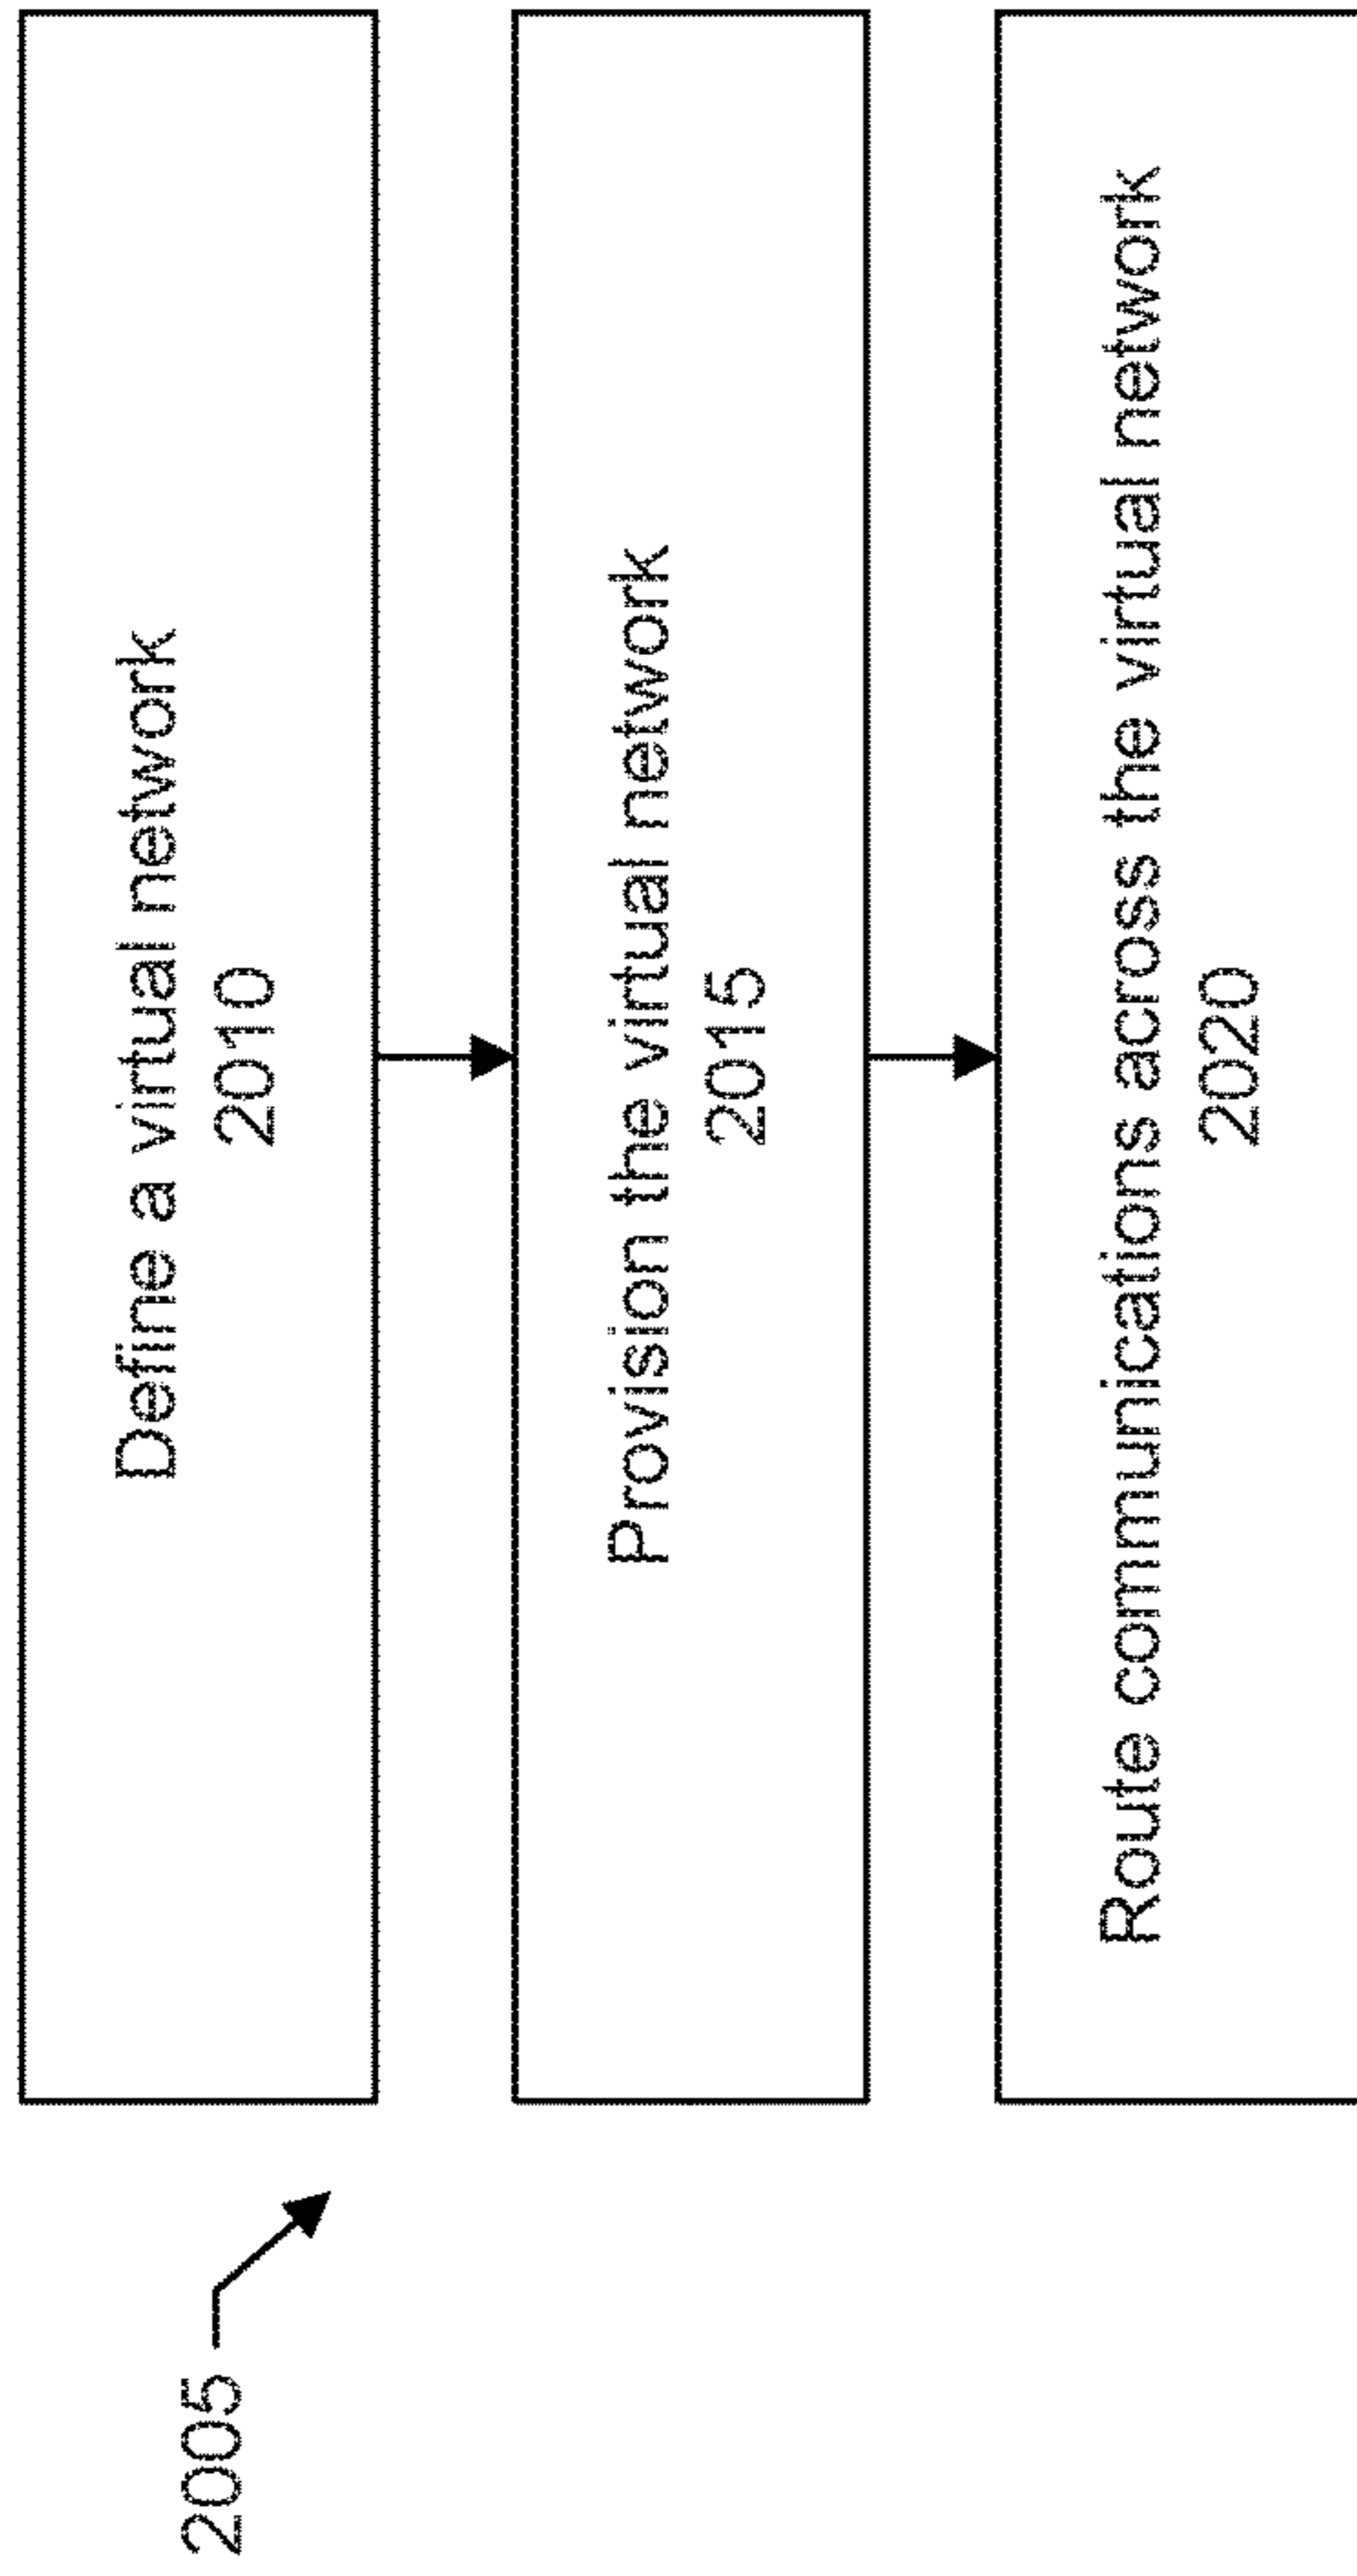 2005
Define a virtual network
2010
Provision the virtual network
2015
Route communications across the virtual network
2020